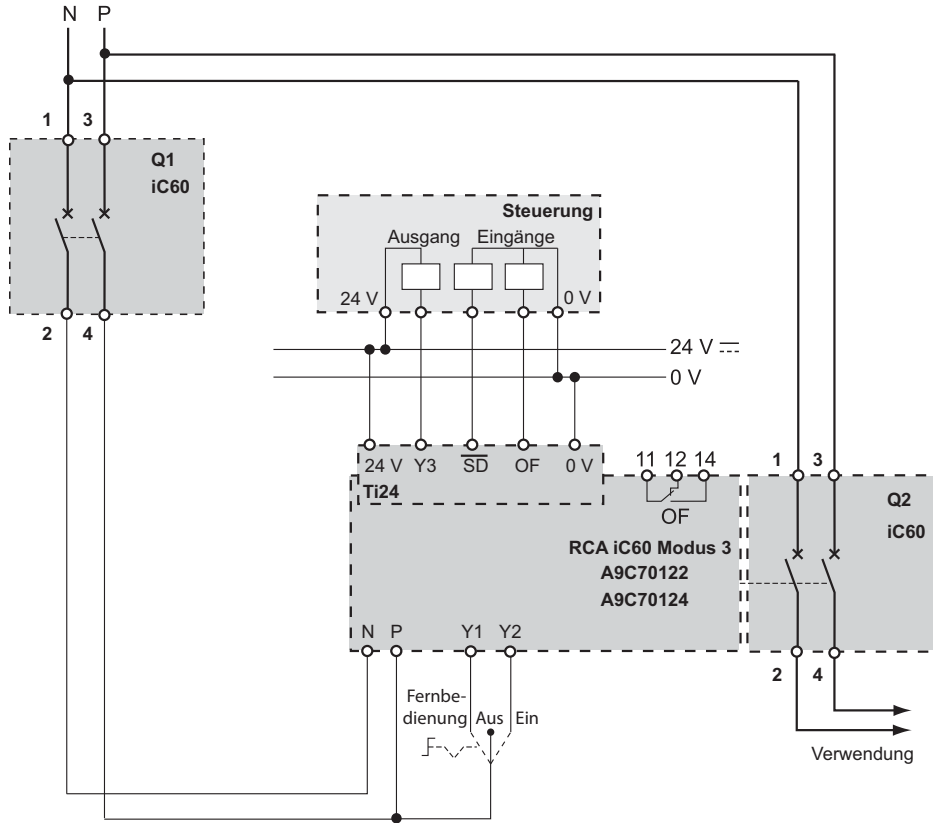 N P
1 3
Q1
iC60
2 4
Steuerung
Ausgang Eingänge
24 V 0 V
24 V
0 V
24 V Y3 SD OF 0 V
Ti24
11 12 14
OF
RCA iC60 Modus 3
A9C70122
A9C70124
1 3
Q2
iC60
N P Y1 Y2
2 4
Fernbe-
dienung Aus Ein
Verwendung